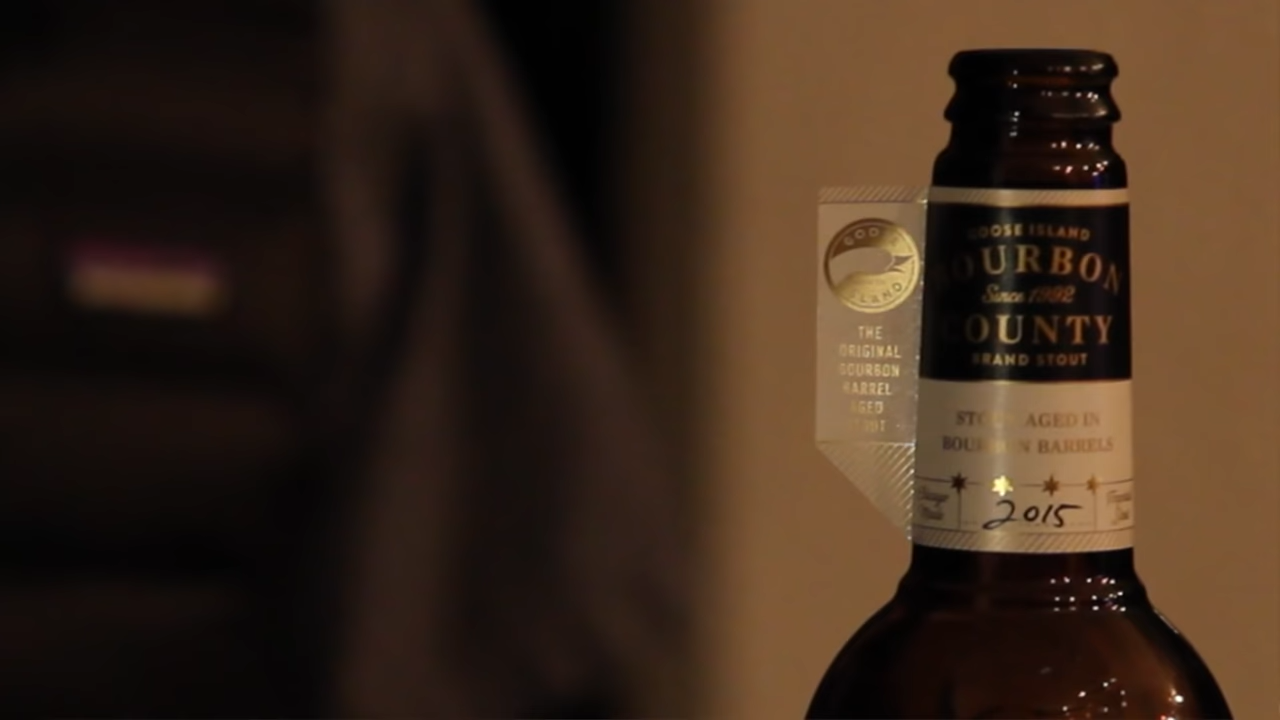 GOOSE ISLAND
BOURBON
Since 1992
COUNTY
BRAND STOUT
STOUT AGED IN
BOURBON BARRELS
2015
ISLAND
THE
ORIGINAL
BOURBON
BARREL
AGED
STOUT